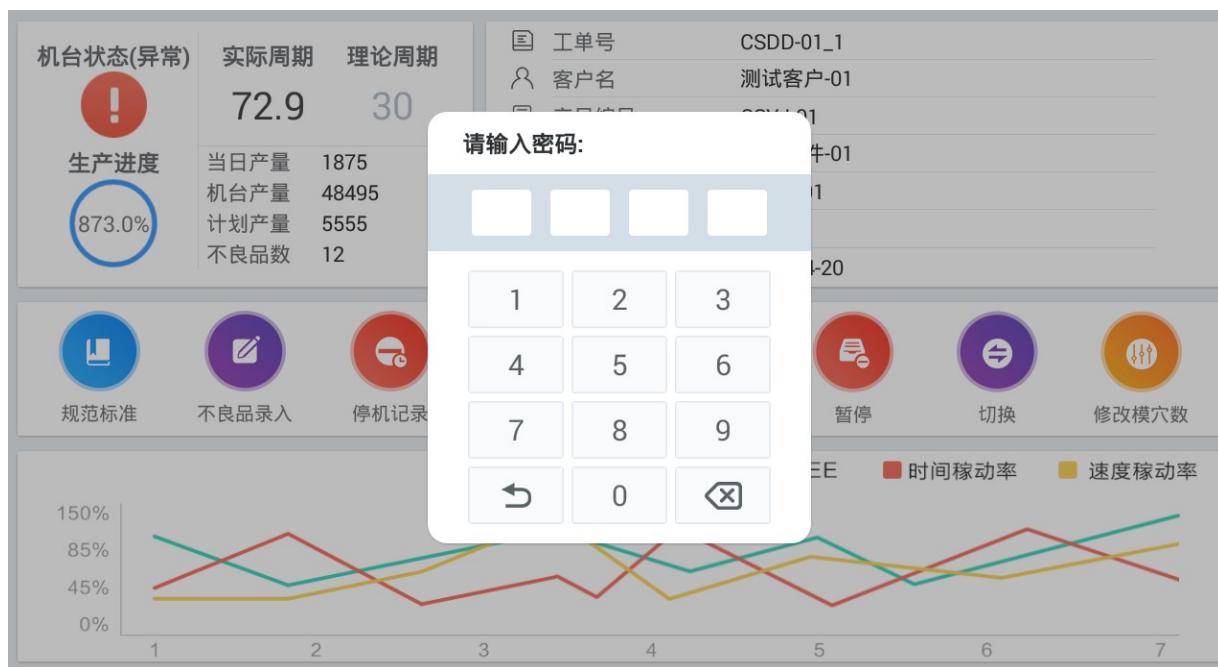 机台状态(异常)
实际周期 理论周期
72.9 30
生产进度
873.0%
当日产量 1875
机台产量 48495
计划产量 5555
不良品数 12
工单号 CSDD-01_1
客户名 测试客户-01
件-01
-20
请输入密码:
1 2 3
4 5 6
7 8 9
0
规范标准 不良品录入 停机记录 暂停 切换 修改模穴数
EE 时间稼动率 速度稼动率
150%
85%
45%
0%
1 2 3 4 5 6 7